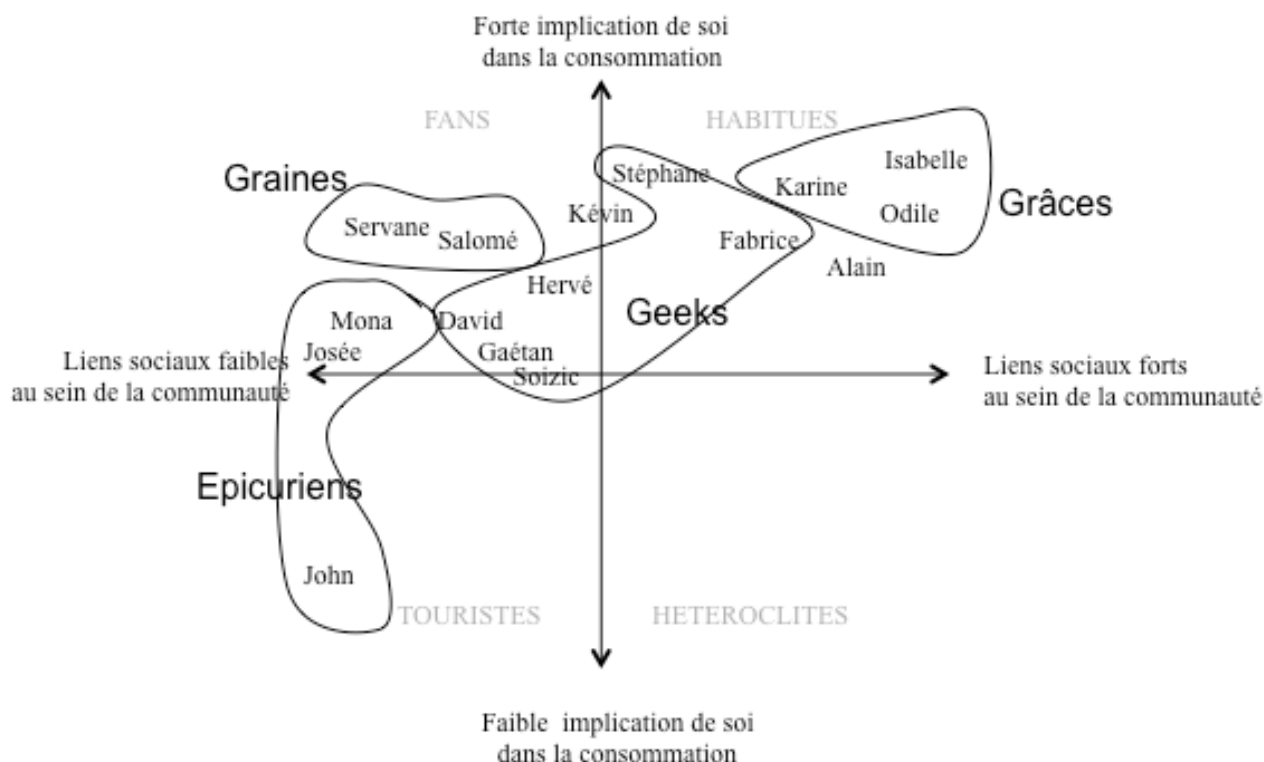 Forte implication de soi
dans la consommation
FANS
HABITUES
Isabelle
Stéphane
Graines
Karine
Grâces
Servane
Kévin
Odile
Salomé
Fabrice
Alain
Hervé
Geeks
Mona
David
Josée
Gaétan
Liens sociaux faibles
au sein de la communauté
Soizic
Liens sociaux forts
au sein de la communauté
Epicuriens
John
TOURISTES
HETEROCLITES
Faible  implication de soi
dans la consommation